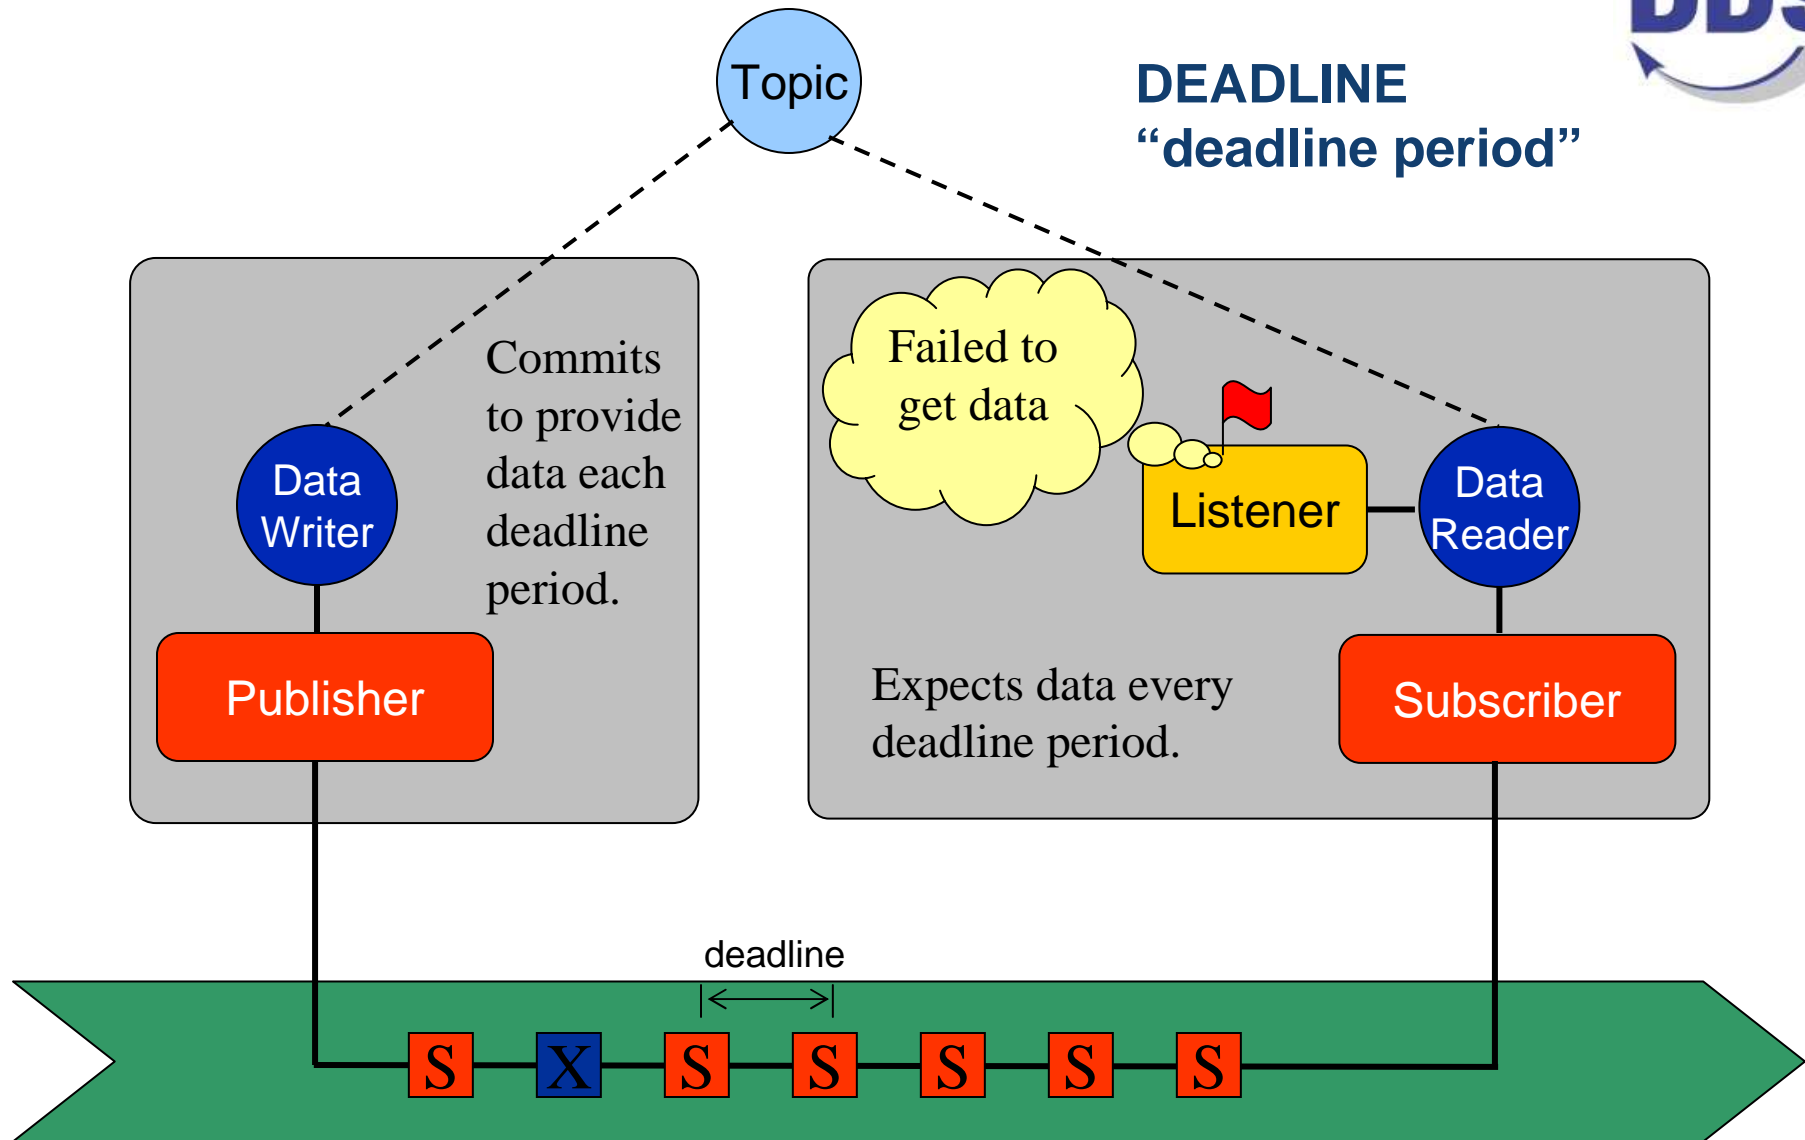 DDS
Topic
DEADLINE
“deadline period”
Commits
to provide
data each
deadline
period.
Data
Writer
Publisher
Failed to
get data
Listener
Data
Reader
Expects data every
deadline period.
Subscriber
deadline
S X S S S S S